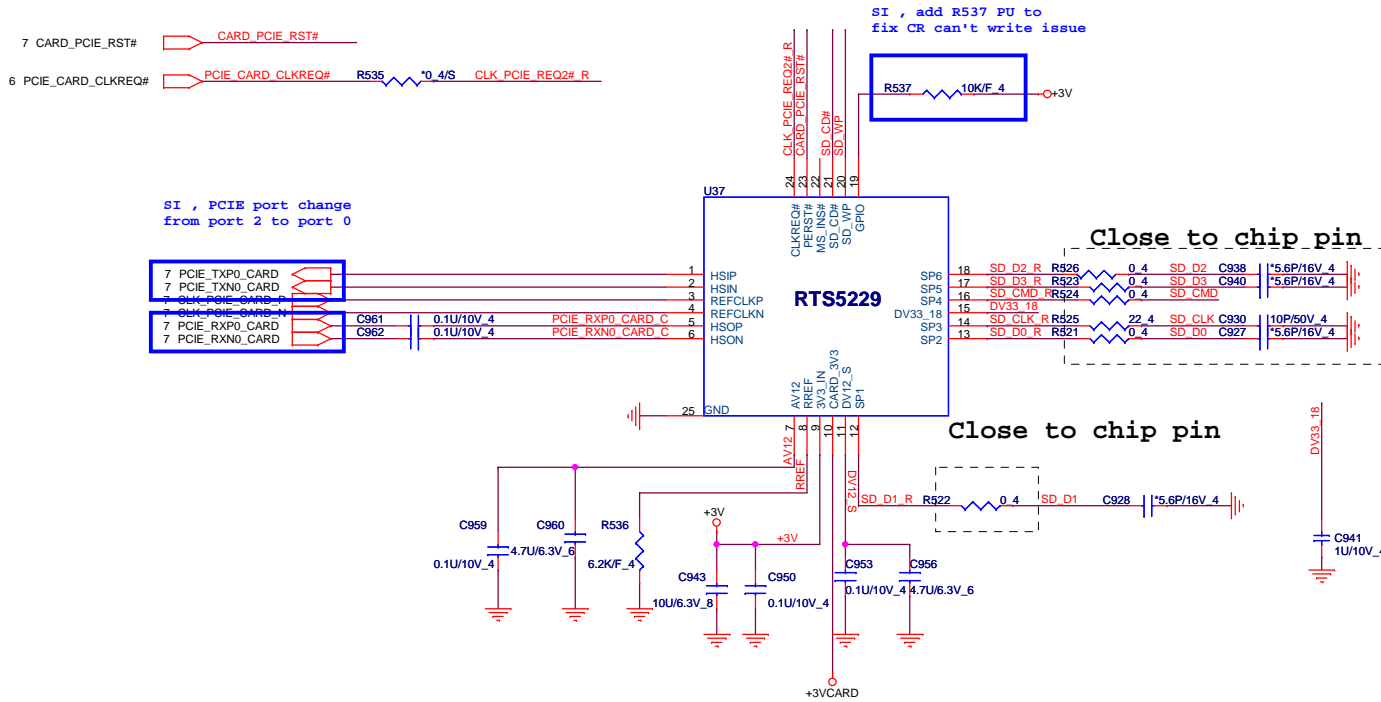 SI , add R537 PU to
fix CR can't write issue
7 CARD_PCIE_RST# CARD_PCIE_RST#
6 PCIE_CARD_CLKREQ# PCIE_CARD_CLKREQ# R535 *0_4/S CLK_PCIE_REQ2#_R
R537 10K/F_4 +3V
CLK_PCIE_REQ2#_R
CARD_PCIE_RST#
SD_CD#
SD_WP
24 23 22 21 20 19
U37
CLKREQ#
PERST#
MS_INS#
SD_CD#
SD_WP
GPIO
SI , PCIE port change
from port 2 to port 0
Close to chip pin
7 PCIE_TXP0_CARD 1 HSIP
7 PCIE_TXN0_CARD 2 HSIN
7 CLK_PCIE_CARD_P 3 REFCLKP
7 CLK_PCIE_CARD_N 4 REFCLKN
7 PCIE_RXP0_CARD C961 0.1U/10V_4 PCIE_RXP0_CARD_C 5 HSOP
7 PCIE_RXN0_CARD C962 0.1U/10V_4 PCIE_RXN0_CARD_C 6 HSON
RTS5229
SP6 18 SD_D2_R R526 0_4 SD_D2 C938 *5.6P/16V_4
SP5 17 SD_D3_R R523 0_4 SD_D3 C940 *5.6P/16V_4
SP4 16 SD_CMD_R R524 0_4 SD_CMD
DV33_18 15 DV33_18
SP3 14 SD_CLK_R R525 22_4 SD_CLK C930 10P/50V_4
SP2 13 SD_D0_R R521 0_4 SD_D0 C927 *5.6P/16V_4
AV12
RREF
3V3_IN
CARD_3V3
DV12_S
SP1
25 GND
7 8 9 10 11 12
AV12
RREF
DV12_S
Close to chip pin
DV33_18
SD_D1_R R522 0_4 SD_D1 C928 *5.6P/16V_4
+3V
+3V
C959 0.1U/10V_4
C960 4.7U/6.3V_6
R536 6.2K/F_4
C943 10U/6.3V_8
C950 0.1U/10V_4
C953 0.1U/10V_4
C956 4.7U/6.3V_6
C941
1U/10V_4
+3VCARD